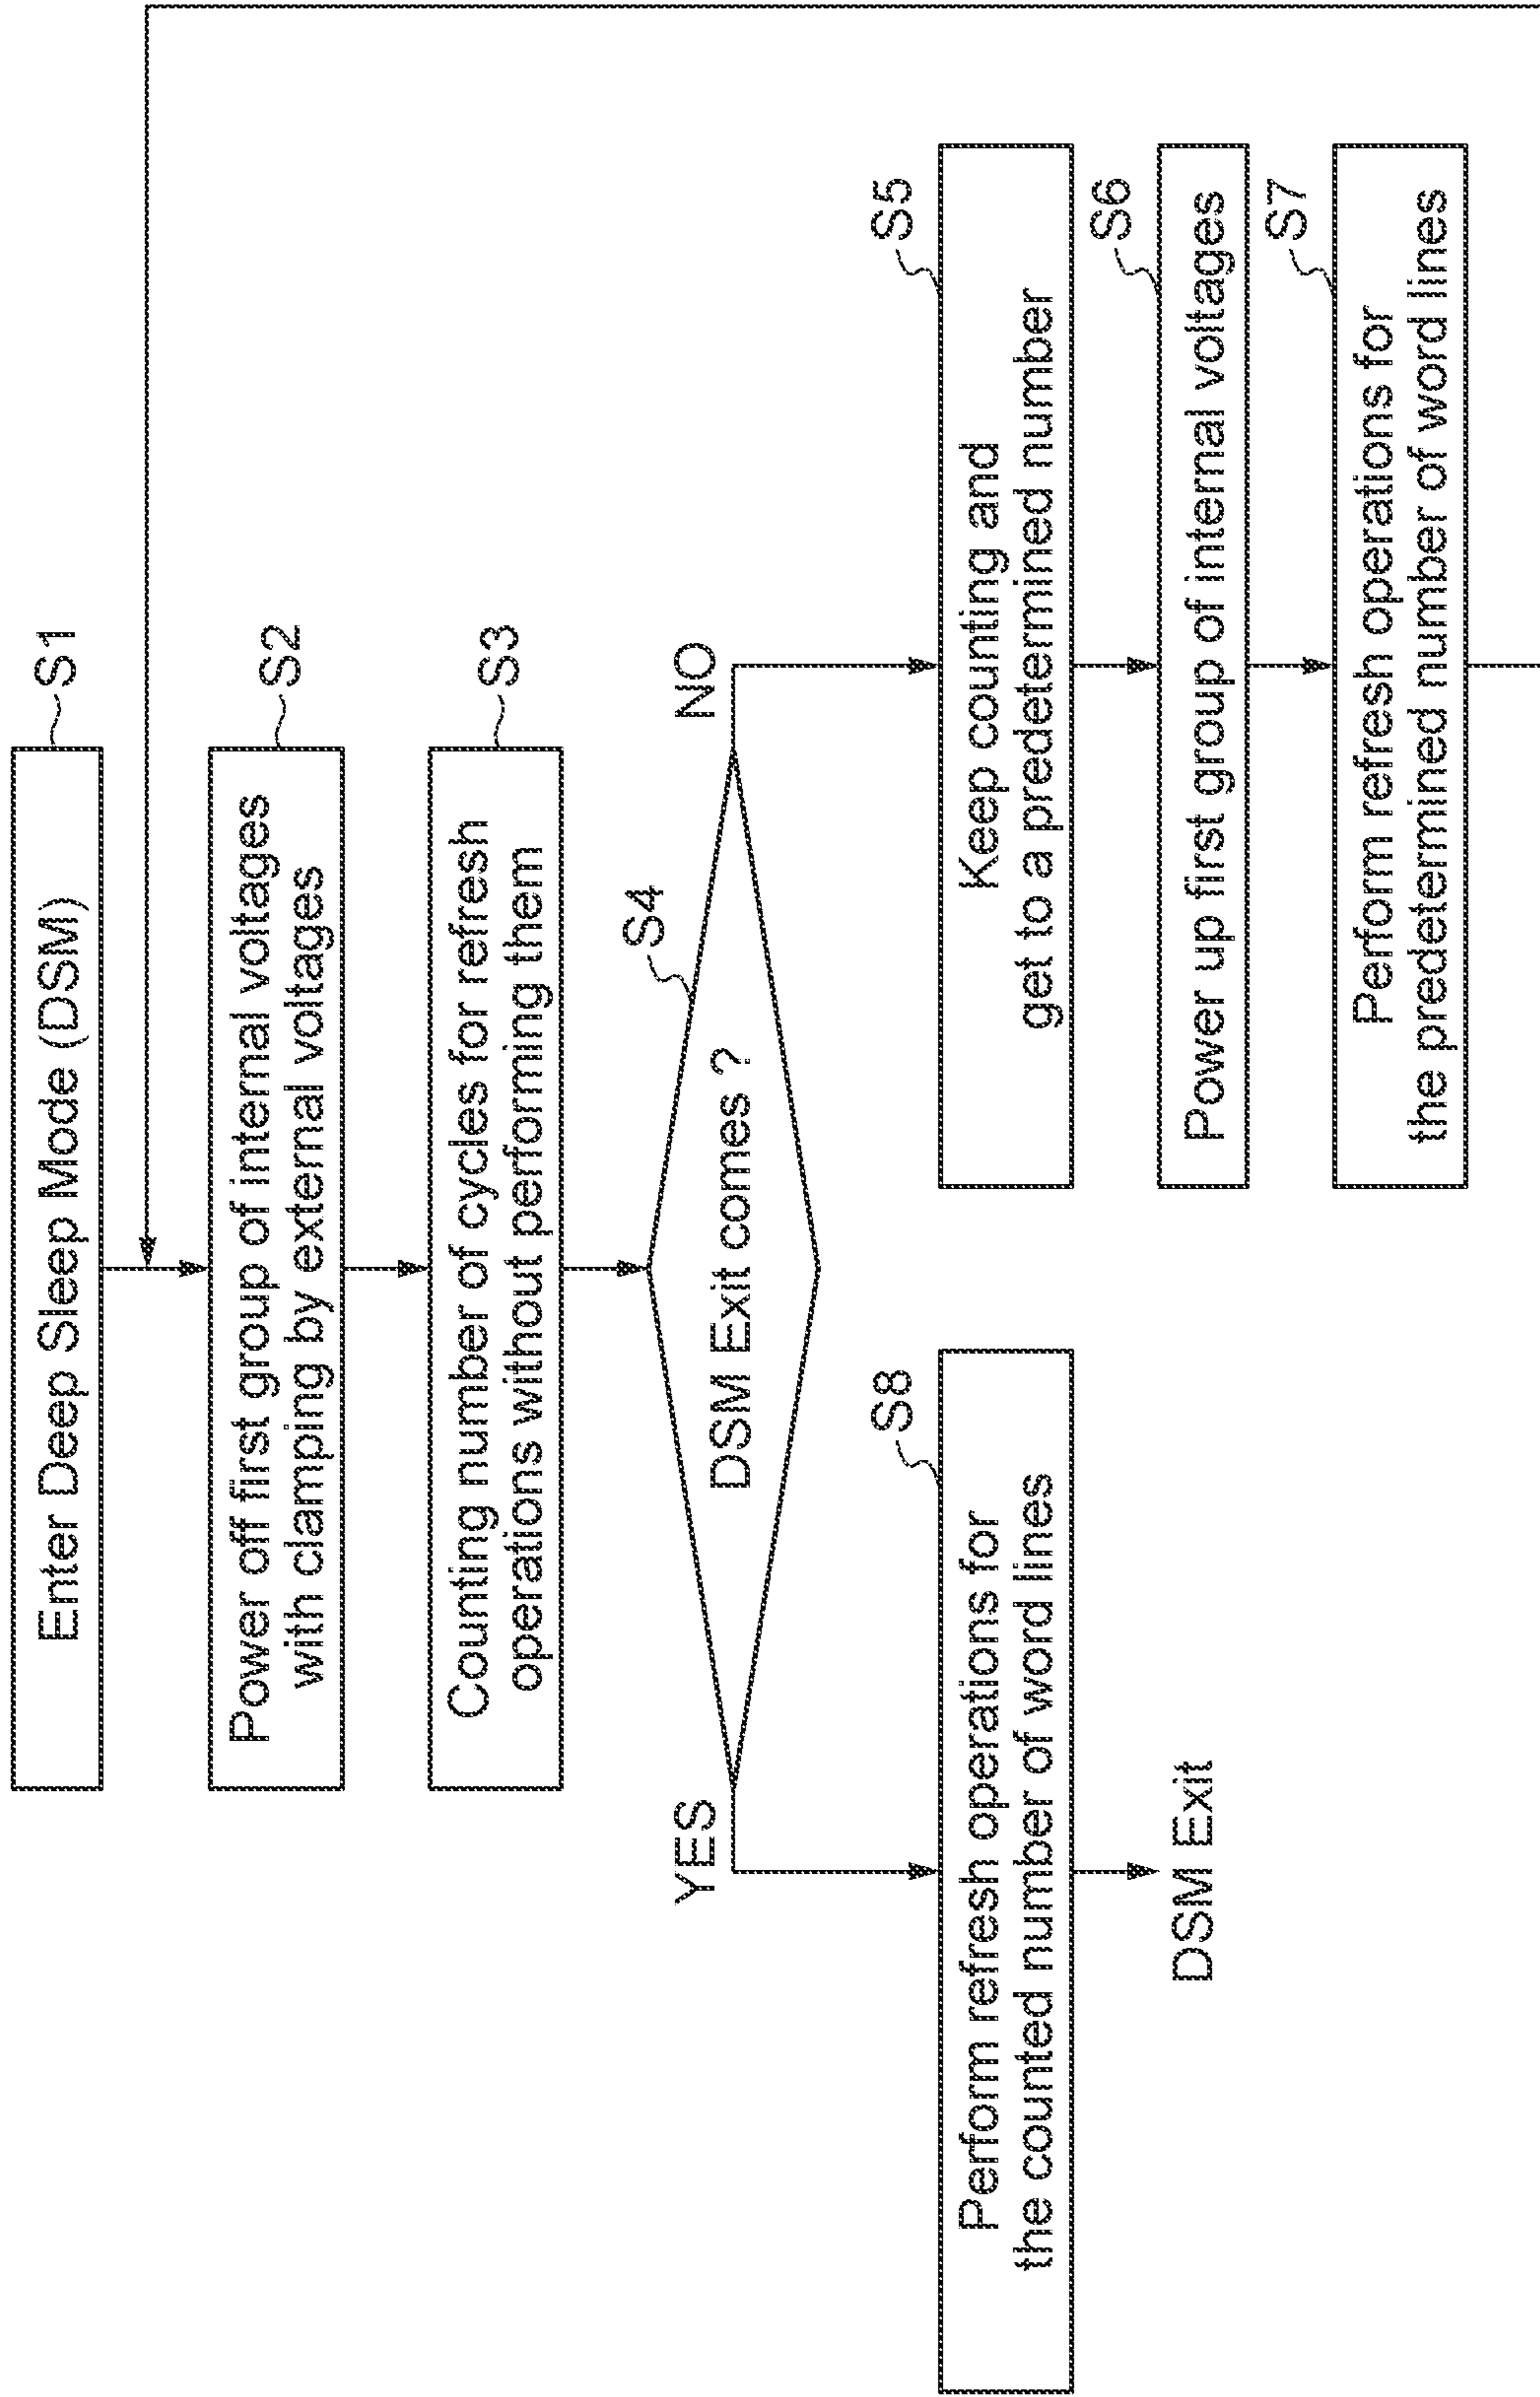 Enter Deep Sleep Mode (DSM)
S1
Power off first group of internal voltages
with clamping by external voltages
S2
Counting number of cycles for refresh
operations without performing them
S3
DSM Exit comes ?
S4
YES
NO
Perform refresh operations for
the counted number of word lines
S8
DSM Exit
Keep counting and
get to a predetermined number
S5
Power up first group of internal voltages
S6
Perform refresh operations for
the predetermined number of word lines
S7